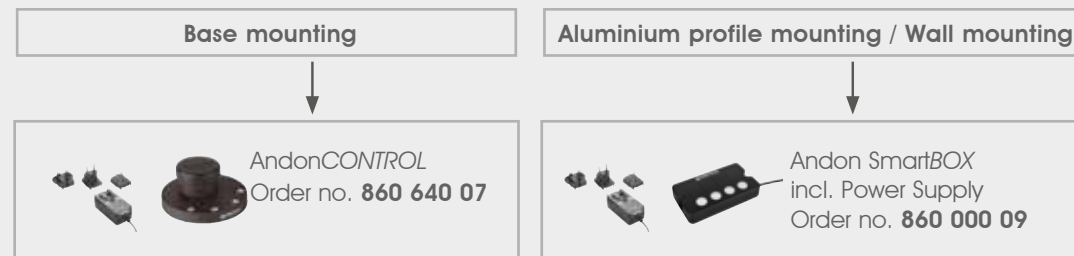 Base mounting
Aluminium profile mounting / Wall mounting
AndonCONTROL
Order no. 860 640 07
Andon SmartBOX
incl. Power Supply
Order no. 860 000 09